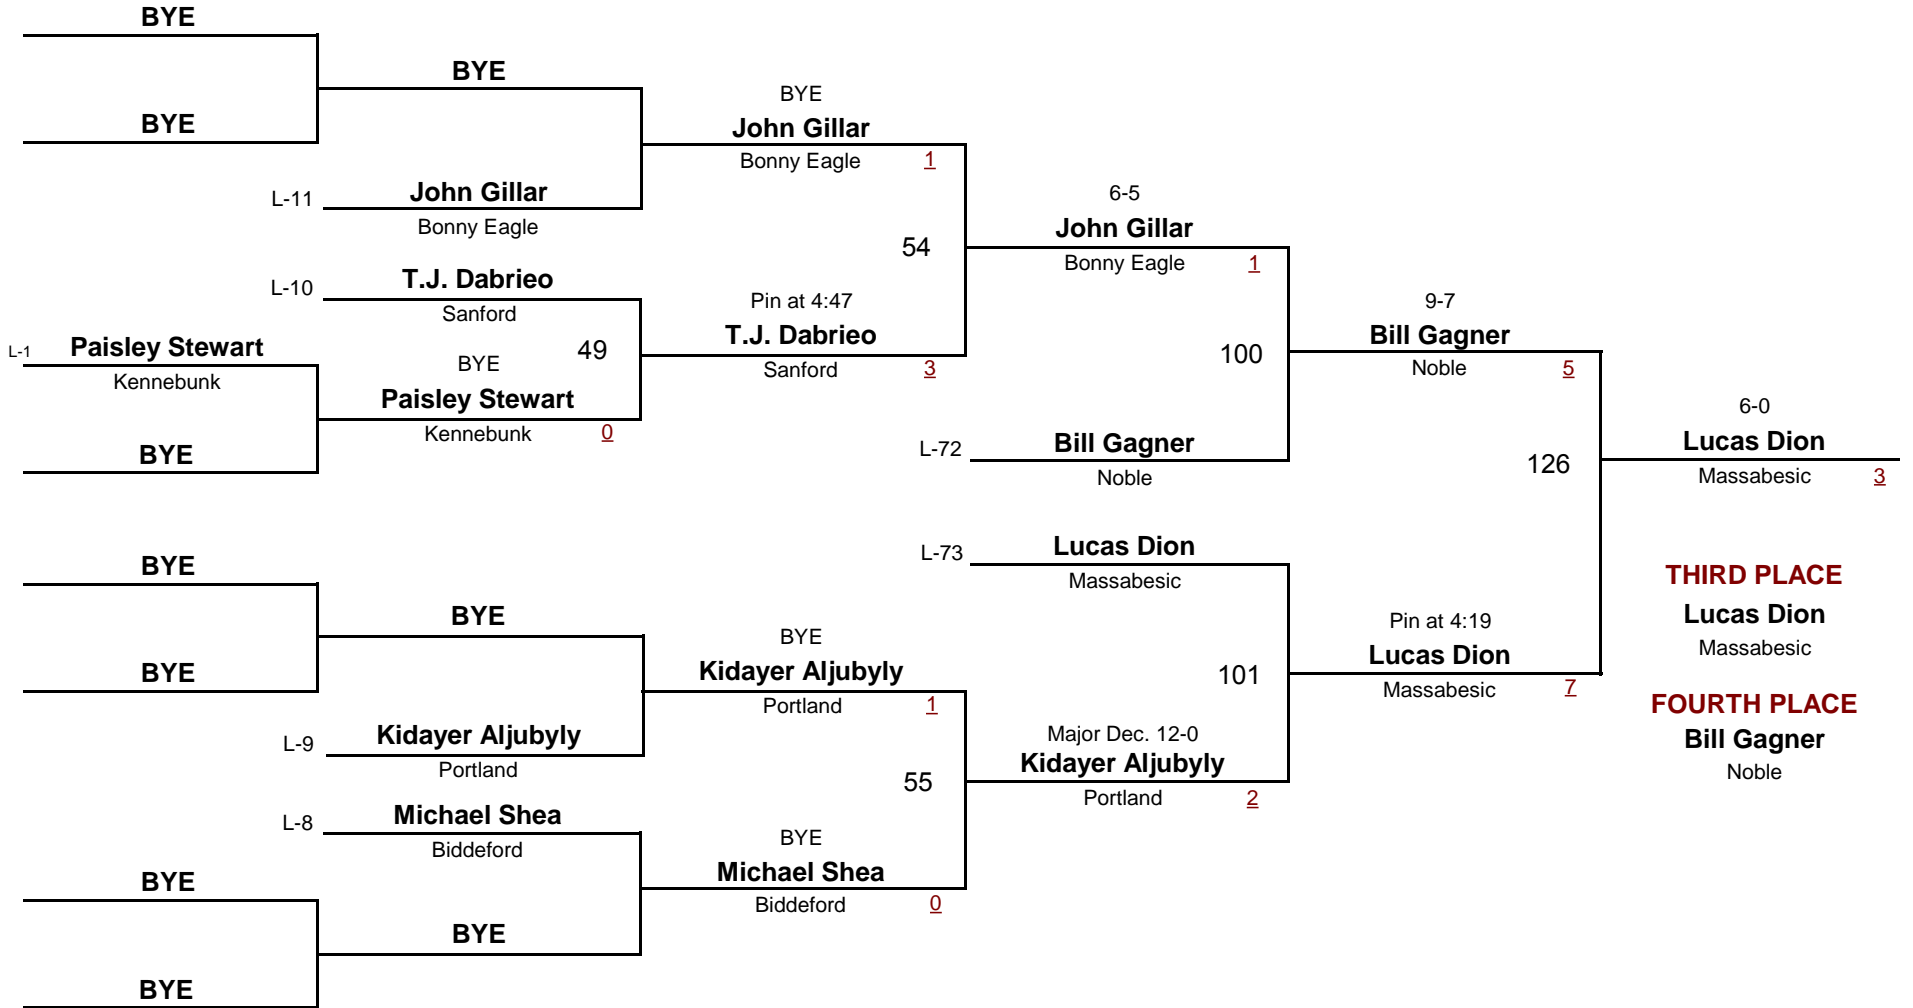 BYE
BYE
BYE
BYE
John Gillar
Bonny Eagle 1
L-11 John Gillar
Bonny Eagle
54
6-5
John Gillar
Bonny Eagle 1
L-10 T.J. Dabrieo
Sanford
Pin at 4:47
T.J. Dabrieo
Sanford 3
L-1 Paisley Stewart
Kennebunk
49
BYE
Paisley Stewart
Kennebunk 0
BYE
100
9-7
Bill Gagner
Noble 5
L-72 Bill Gagner
Noble
126
6-0
Lucas Dion
Massabesic 3
L-73 Lucas Dion
Massabesic
BYE
BYE
BYE
BYE
Kidayer Aljubyly
Portland 1
101
Pin at 4:19
Lucas Dion
Massabesic 7
L-9 Kidayer Aljubyly
Portland
55
Major Dec. 12-0
Kidayer Aljubyly
Portland 2
L-8 Michael Shea
Biddeford
BYE
Michael Shea
Biddeford 0
BYE
BYE
BYE
THIRD PLACE
Lucas Dion
Massabesic
FOURTH PLACE
Bill Gagner
Noble